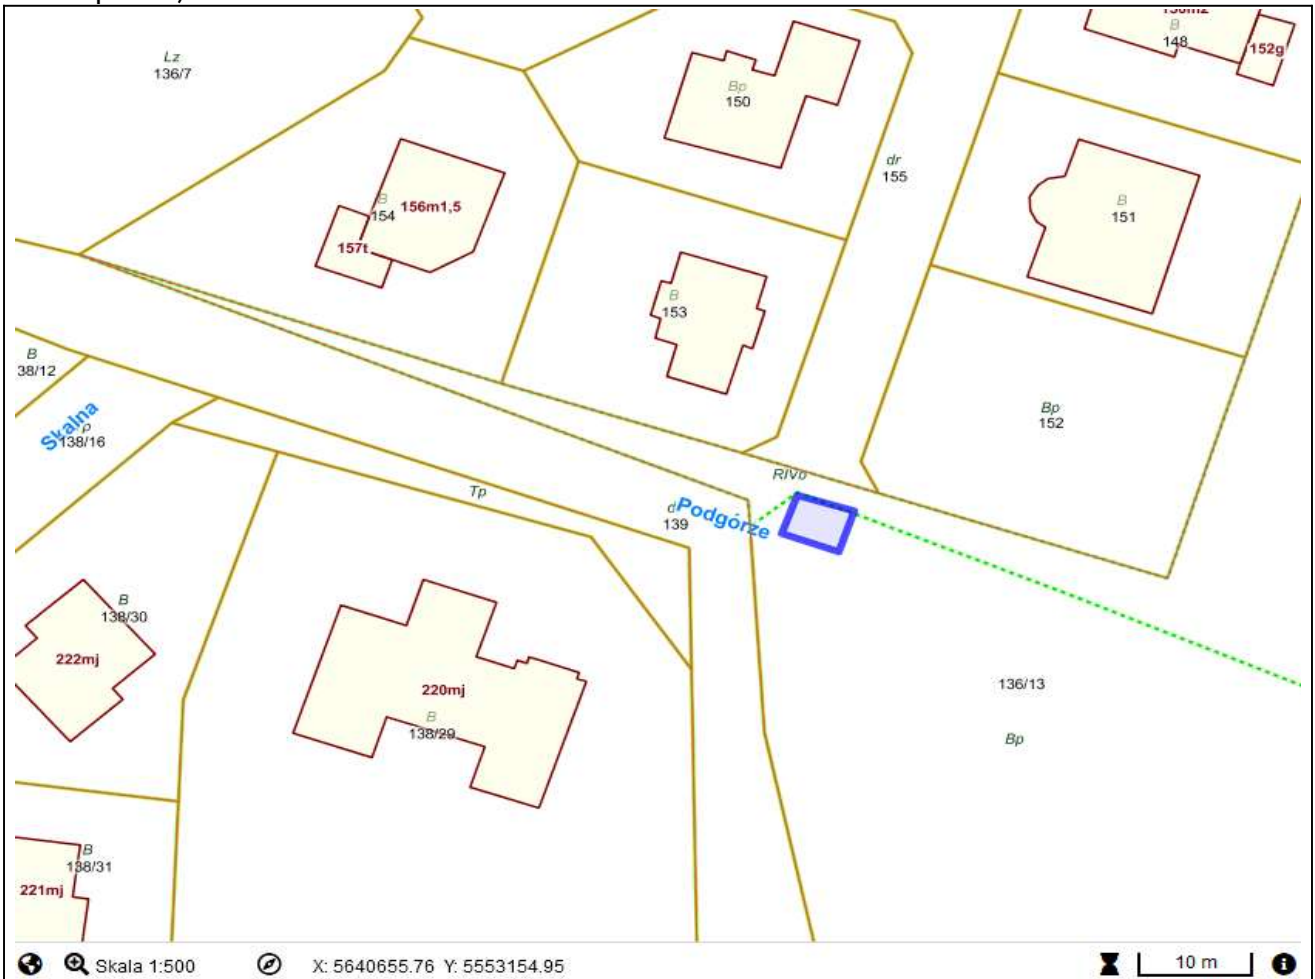 Lz
136/7
B
148
152g
Bp
150
dr
155
B
154
156m1,5
157t
B
151
B
153
B
38/12
Skalna
138/16
Bp
152
RIVb
Tp
139
Podgórze
B
138/30
222mj
220mj
B
138/29
136/13
Bp
B
138/31
221mj
Skala 1:500
X: 5640655.76 Y: 5553154.95
10 m